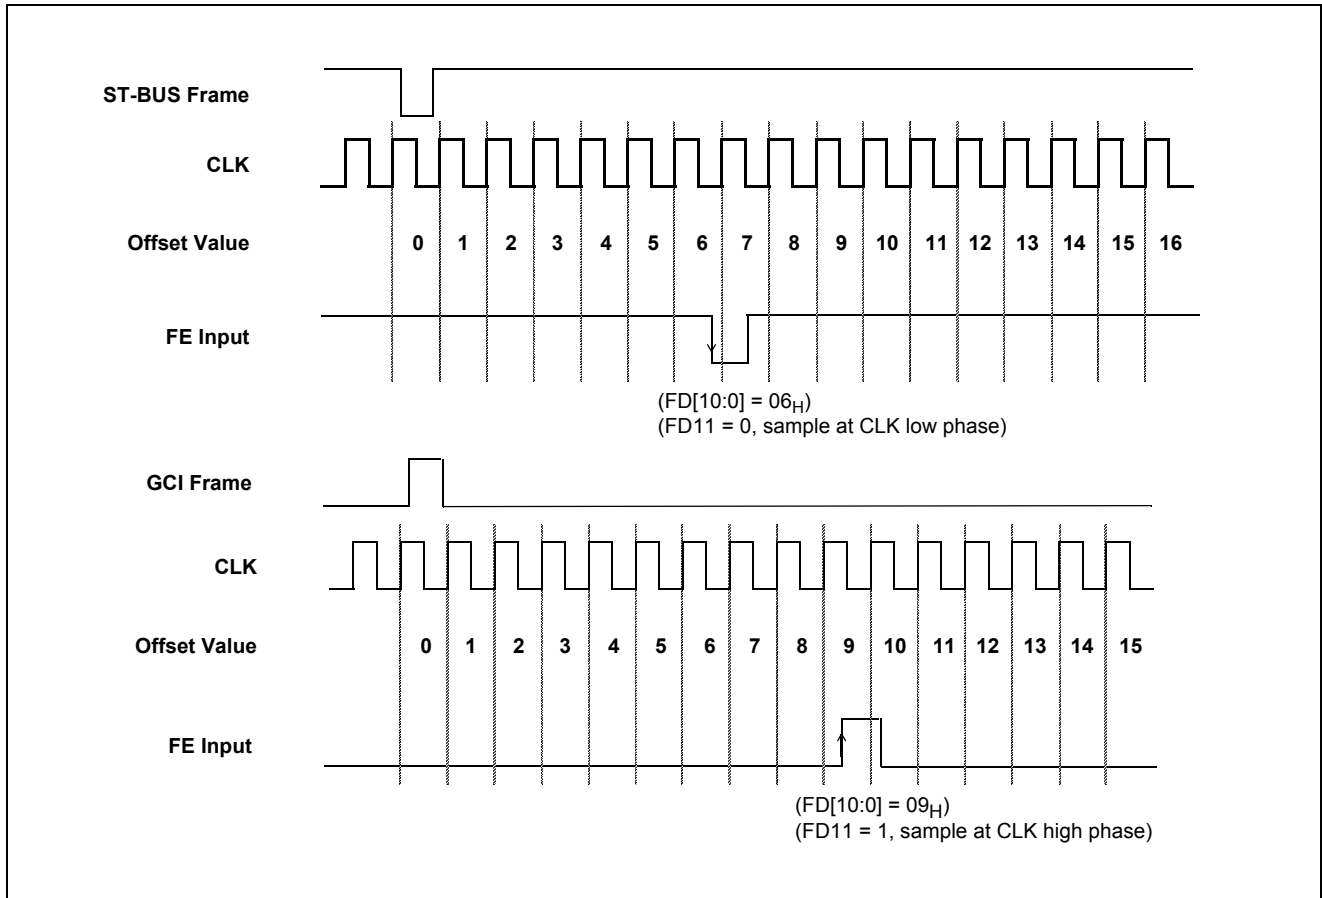 ST-BUS Frame
CLK
Offset Value 0 1 2 3 4 5 6 7 8 9 10 11 12 13 14 15 16
FE Input
(FD[10:0] = 06H)
(FD11 = 0, sample at CLK low phase)
GCI Frame
CLK
Offset Value 0 1 2 3 4 5 6 7 8 9 10 11 12 13 14 15
FE Input
(FD[10:0] = 09H)
(FD11 = 1, sample at CLK high phase)